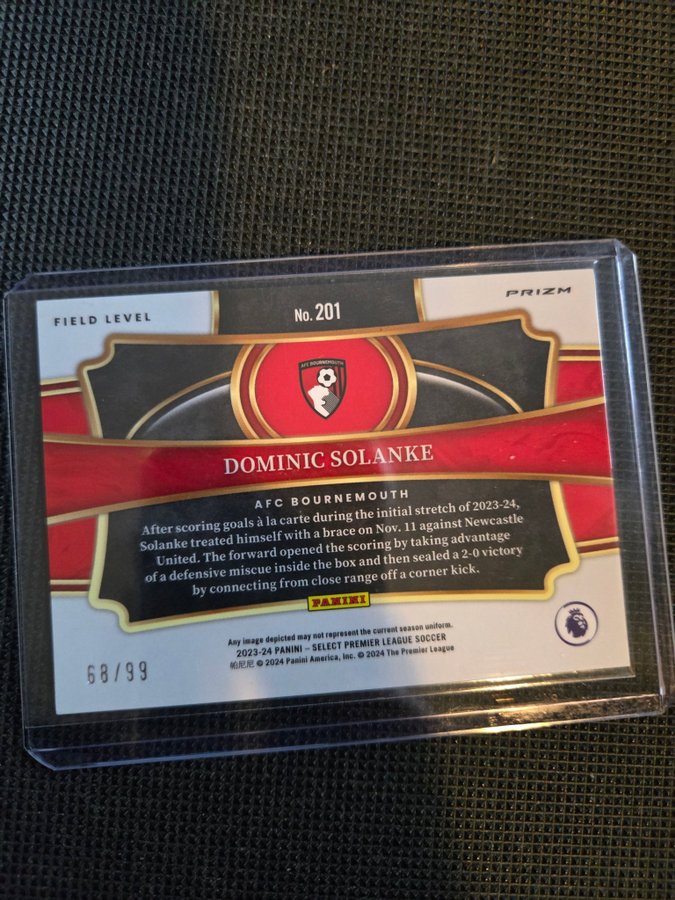 FIELD LEVEL
No. 201
PRIZM
AFC BOURNEMOUTH
DOMINIC SOLANKE
AFC BOURNEMOUTH
After scoring goals à la carte during the initial stretch of 2023-24,
Solanke treated himself with a brace on Nov. 11 against Newcastle
United. The forward opened the scoring by taking advantage
of a defensive miscue inside the box and then sealed a 2-0 victory
by connecting from close range off a corner kick.
PANINI
Any image depicted may not represent the current season uniform.
2023-24 PANINI – SELECT PREMIER LEAGUE SOCCER
帕尼尼 © 2024 Panini America, Inc. © 2024 The Premier League
68/99